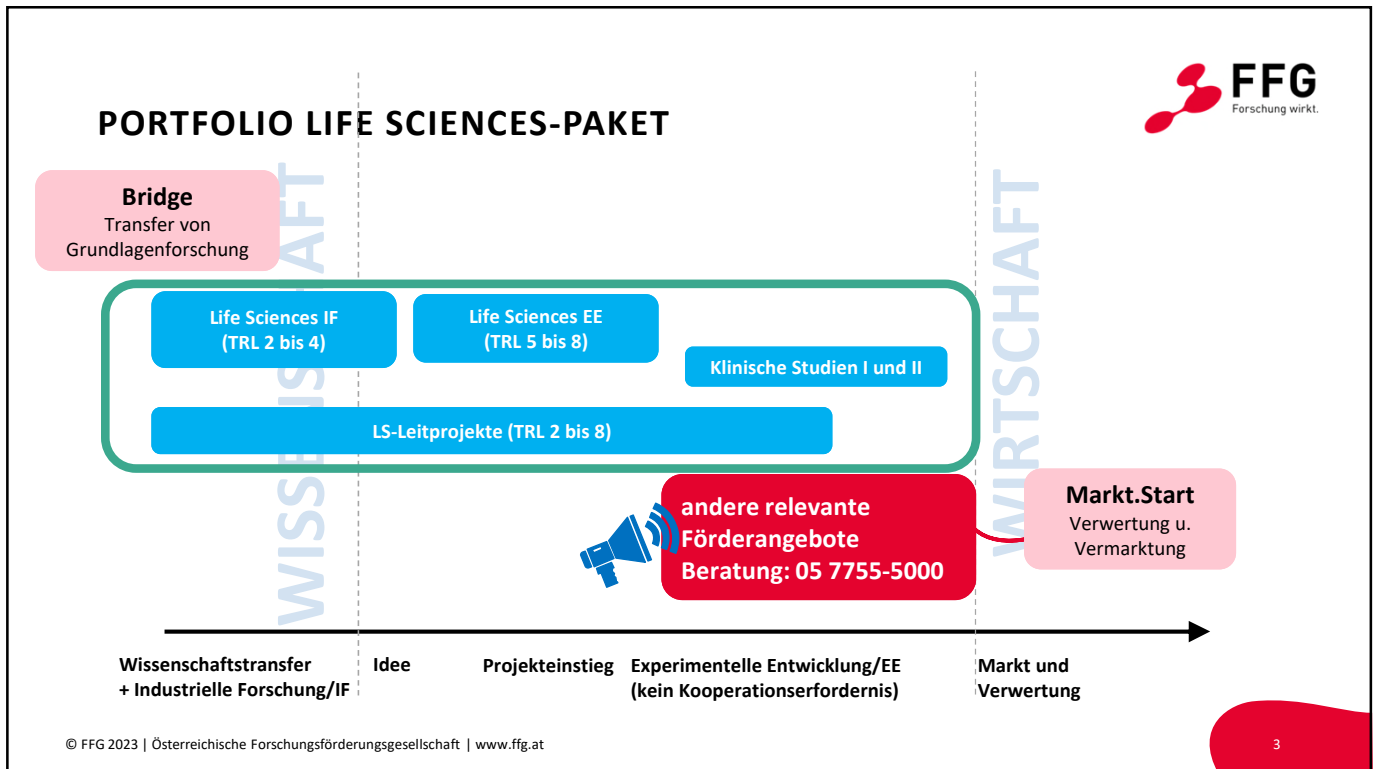 FFG
Forschung wirkt.
PORTFOLIO LIFE SCIENCES-PAKET
WISSENSCHAFT
WIRTSCHAFT
Bridge
Transfer von
Grundlagenforschung
Life Sciences IF
(TRL 2 bis 4)
Life Sciences EE
(TRL 5 bis 8)
Klinische Studien I und II
LS-Leitprojekte (TRL 2 bis 8)
andere relevante
Förderangebote
Beratung: 05 7755-5000
Markt.Start
Verwertung u.
Vermarktung
Wissenschaftstransfer
+ Industrielle Forschung/IF
Idee
Projekteinstieg
Experimentelle Entwicklung/EE
(kein Kooperationserfordernis)
Markt und
Verwertung
© FFG 2023 | Österreichische Forschungsförderungsgesellschaft | www.ffg.at
3